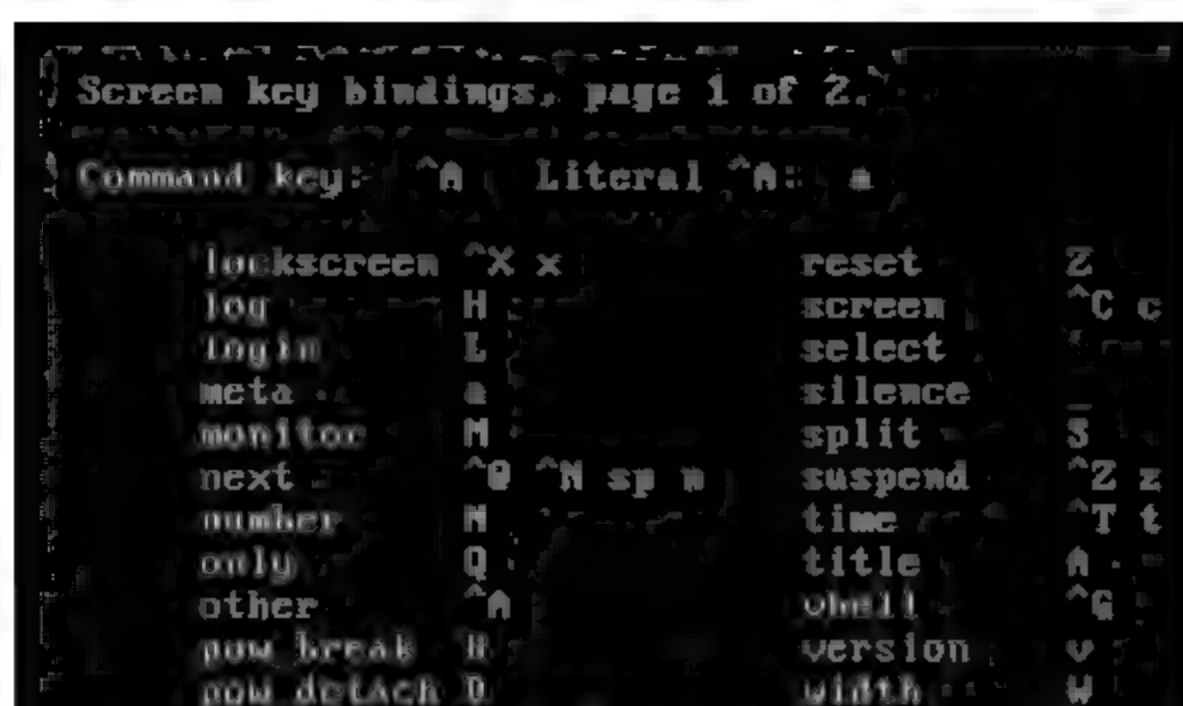 Screen key bindings, page 1 of 2.
Command key: ^A Literal ^A: a
lockscreen ^X x reset Z
log H screen ^C c
login L select
meta a silence _
monitor M split S
next ^@ ^N sp n suspend ^Z z
number N time ^T t
only Q title A
other ^A vbell ^G
pow_break B version v
pow_detach D width W